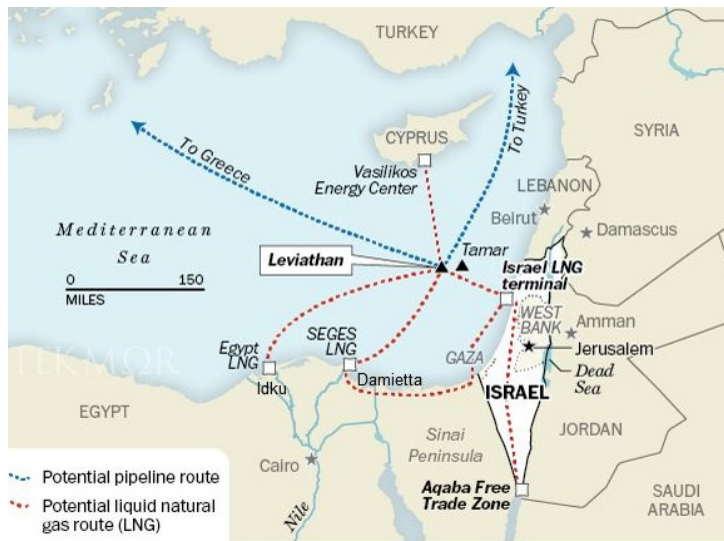 TURKEY
To Greece
To Turkey
CYPRUS
Vasilikos
Energy Center
SYRIA
LEBANON
Beirut
Damascus
Mediterranean
Sea
0 150
MILES
Leviathan
Tamar
Israel LNG
terminal
WEST
BANK
Amman
Jerusalem
Dead
Sea
TEKMOR
Egypt
LNG
Idku
SEGES
LNG
Damietta
GAZA
ISRAEL
EGYPT
Sinai
Peninsula
JORDAN
Cairo
Nile
Aqaba Free
Trade Zone
SAUDI
ARABIA
Potential pipeline route
Potential liquid natural
gas route (LNG)